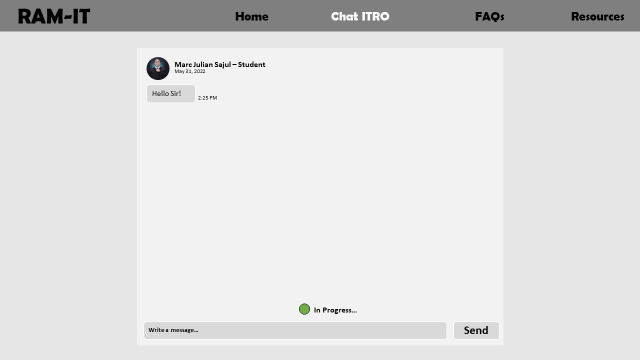 RAM-IT Home Chat ITRO FAQs Resources
Marc Julian Sajul – Student
May 31, 2022
Hello Sir! 2:25 PM
In Progress...
Write a message... Send